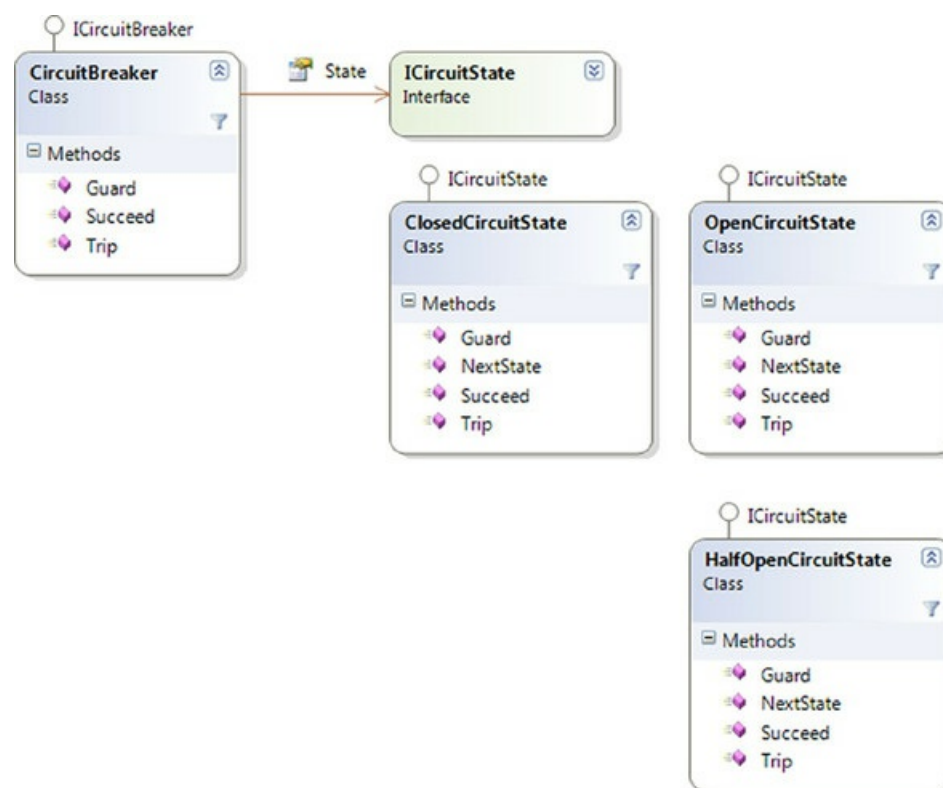 ICircuitBreaker
CircuitBreaker
Class
Methods
Guard
Succeed
Trip
State
ICircuitState
Interface
ICircuitState
ClosedCircuitState
Class
Methods
Guard
NextState
Succeed
Trip
ICircuitState
OpenCircuitState
Class
Methods
Guard
NextState
Succeed
Trip
ICircuitState
HalfOpenCircuitState
Class
Methods
Guard
NextState
Succeed
Trip